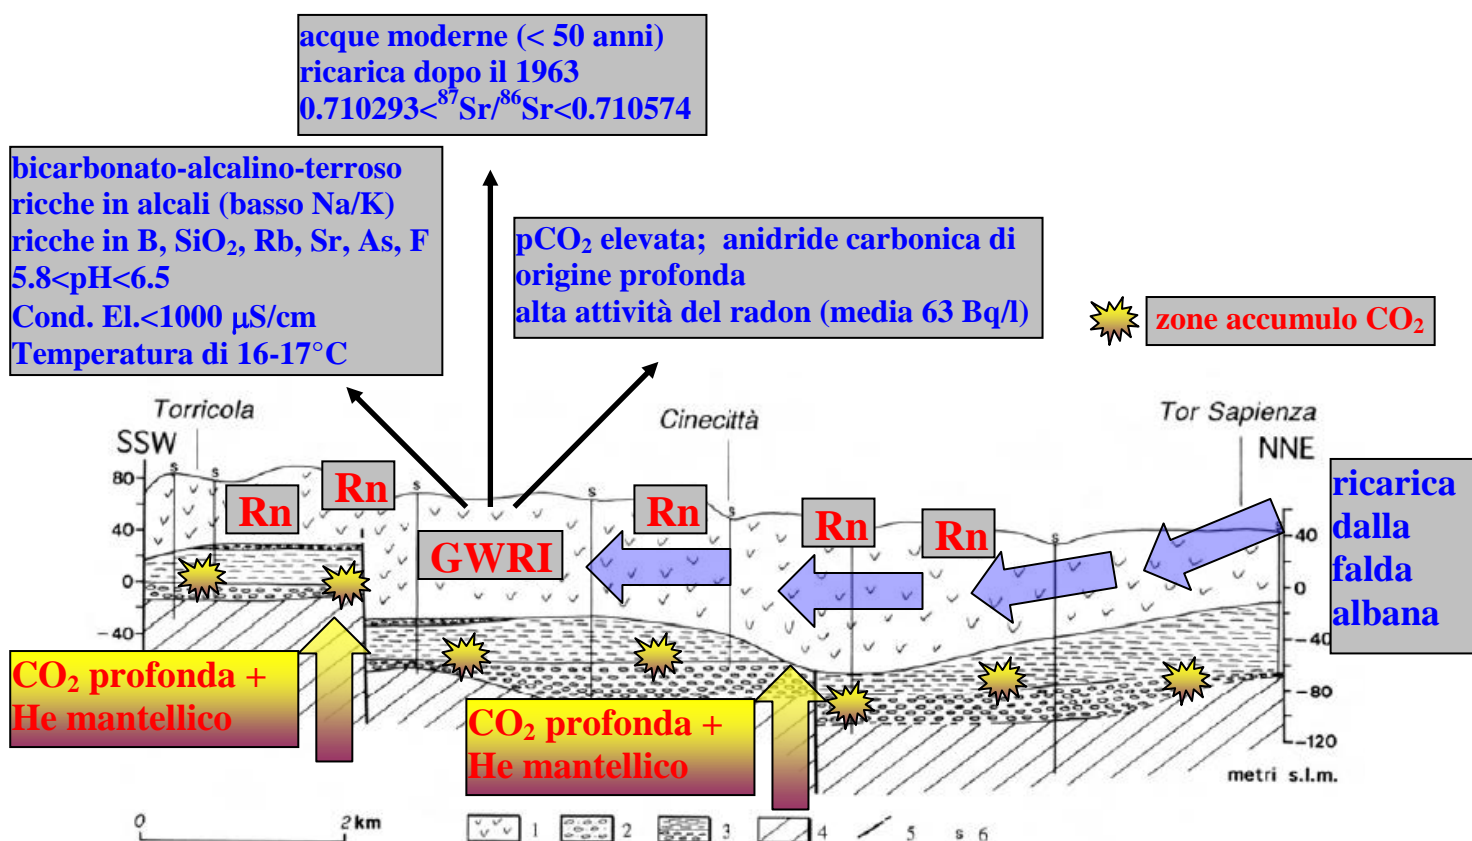 acque moderne (< 50 anni)
ricarica dopo il 1963
0.710293<⁸⁷Sr/⁸⁶Sr<0.710574
bicarbonato-alcalino-terroso
ricche in alcali (basso Na/K)
ricche in B, SiO₂, Rb, Sr, As, F
5.8<pH<6.5
Cond. El.<1000 μS/cm
Temperatura di 16-17°C
pCO₂ elevata; anidride carbonica di
origine profonda
alta attività del radon (media 63 Bq/l)
zone accumulo CO₂
Torricola
Cinecittà
Tor Sapienza
SSW
NNE
80
40
0
-40
s
s
s
s
s
s
s
s
Rn
Rn
Rn
Rn
Rn
GWRI
ricarica
dalla
falda
albana
40
0
-40
-80
-120
metri s.l.m.
CO₂ profonda +
He mantellico
CO₂ profonda +
He mantellico
0 2 km
1 2 3 4 5 s 6